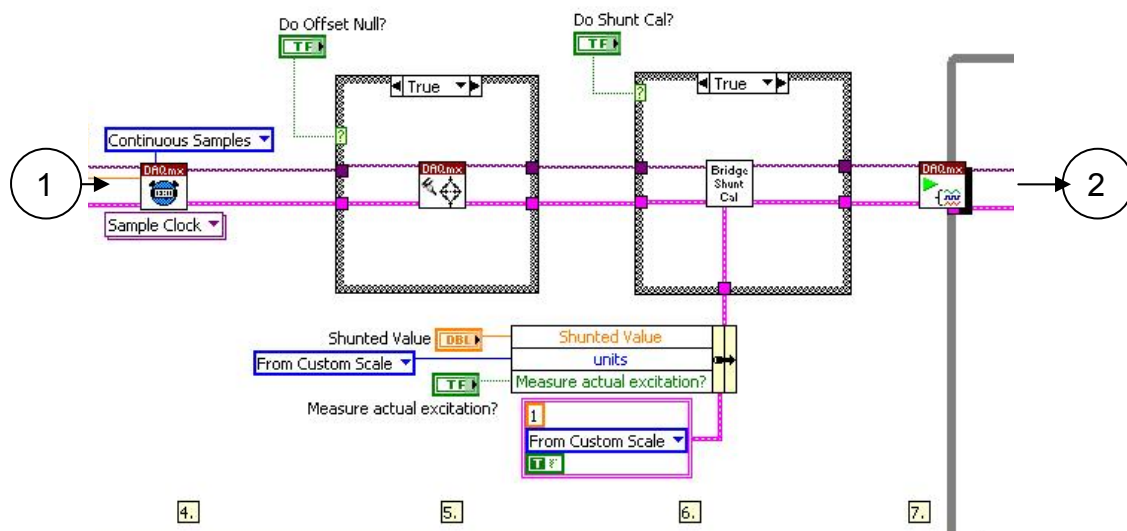 Do Offset Null?
TF
Do Shunt Cal?
TF
True
True
Continuous Samples
1
DAQmx
Sample Clock
DAQmx
Bridge
Shunt
Cal
DAQmx
2
?
?
Shunted Value
DBL
Shunted Value
From Custom Scale
units
TF
Measure actual excitation?
Measure actual excitation?
1
From Custom Scale
T
4.
5.
6.
7.